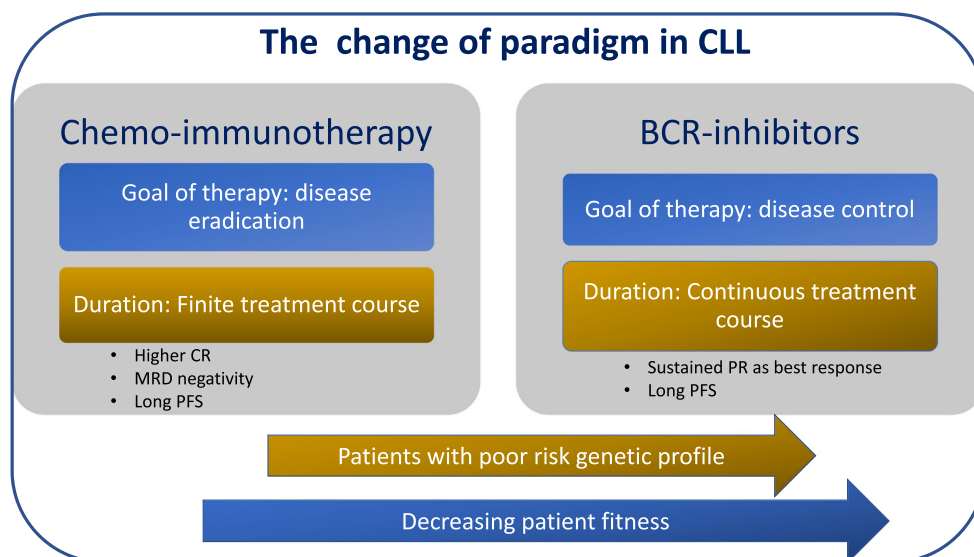 The  change of paradigm in CLL
Chemo-immunotherapy
Goal of therapy: disease
eradication
Duration: Finite treatment course
• Higher CR
• MRD negativity
• Long PFS
BCR-inhibitors
Goal of therapy: disease control
Duration: Continuous treatment
course
• Sustained PR as best response
• Long PFS
Patients with poor risk genetic profile
Decreasing patient fitness